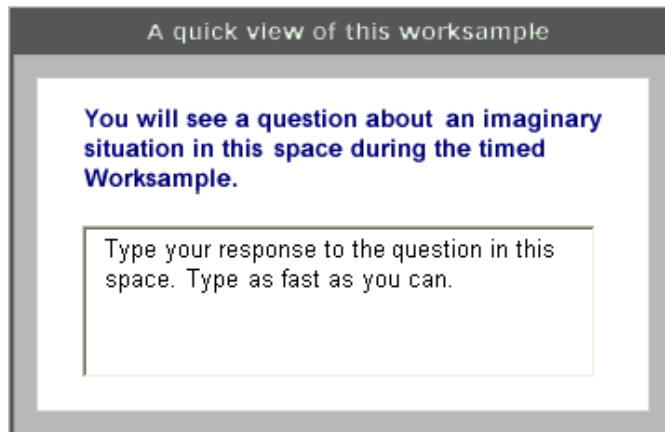 A quick view of this worksample
You will see a question about an imaginary
situation in this space during the timed
Worksample.
Type your response to the question in this
space. Type as fast as you can.